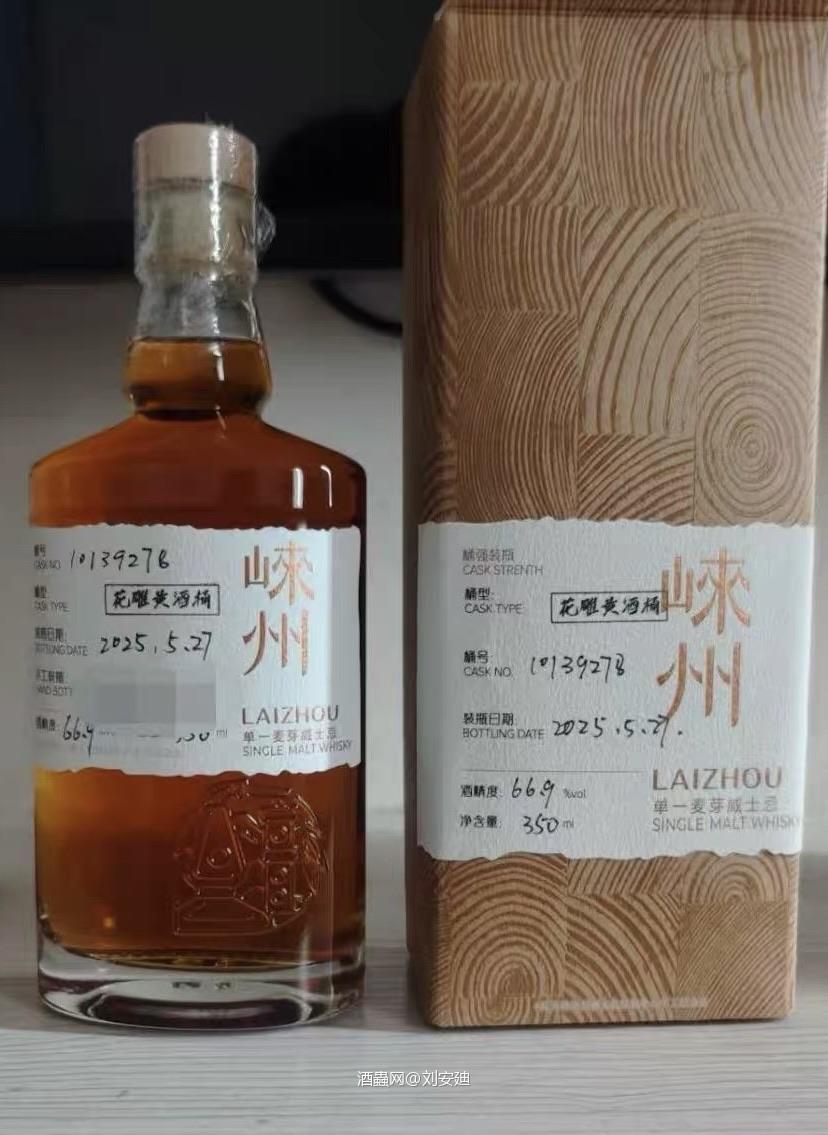 桶号
CASK NO. 10139278
桶型:
CASK TYPE 花雕黄酒桶
装瓶日期:
BOTTLING DATE 2025.5.27
手工装瓶:
HAND BOTT
酒精度: 66.9 ml
崍州
LAIZHOU
单一麦芽威士忌
SINGLE MALT WHISKY
桶强装瓶
CASK STRENTH
桶型:
CASK TYPE 花雕黄酒桶
桶号:
CASK NO. 10139278
装瓶日期:
BOTTLING DATE 2025.5.27.
酒精度: 66.9 %vol
净含量: 350 ml
崍州
LAIZHOU
单一麦芽威士忌
SINGLE MALT WHISKY
酒蟲网@刘安廸